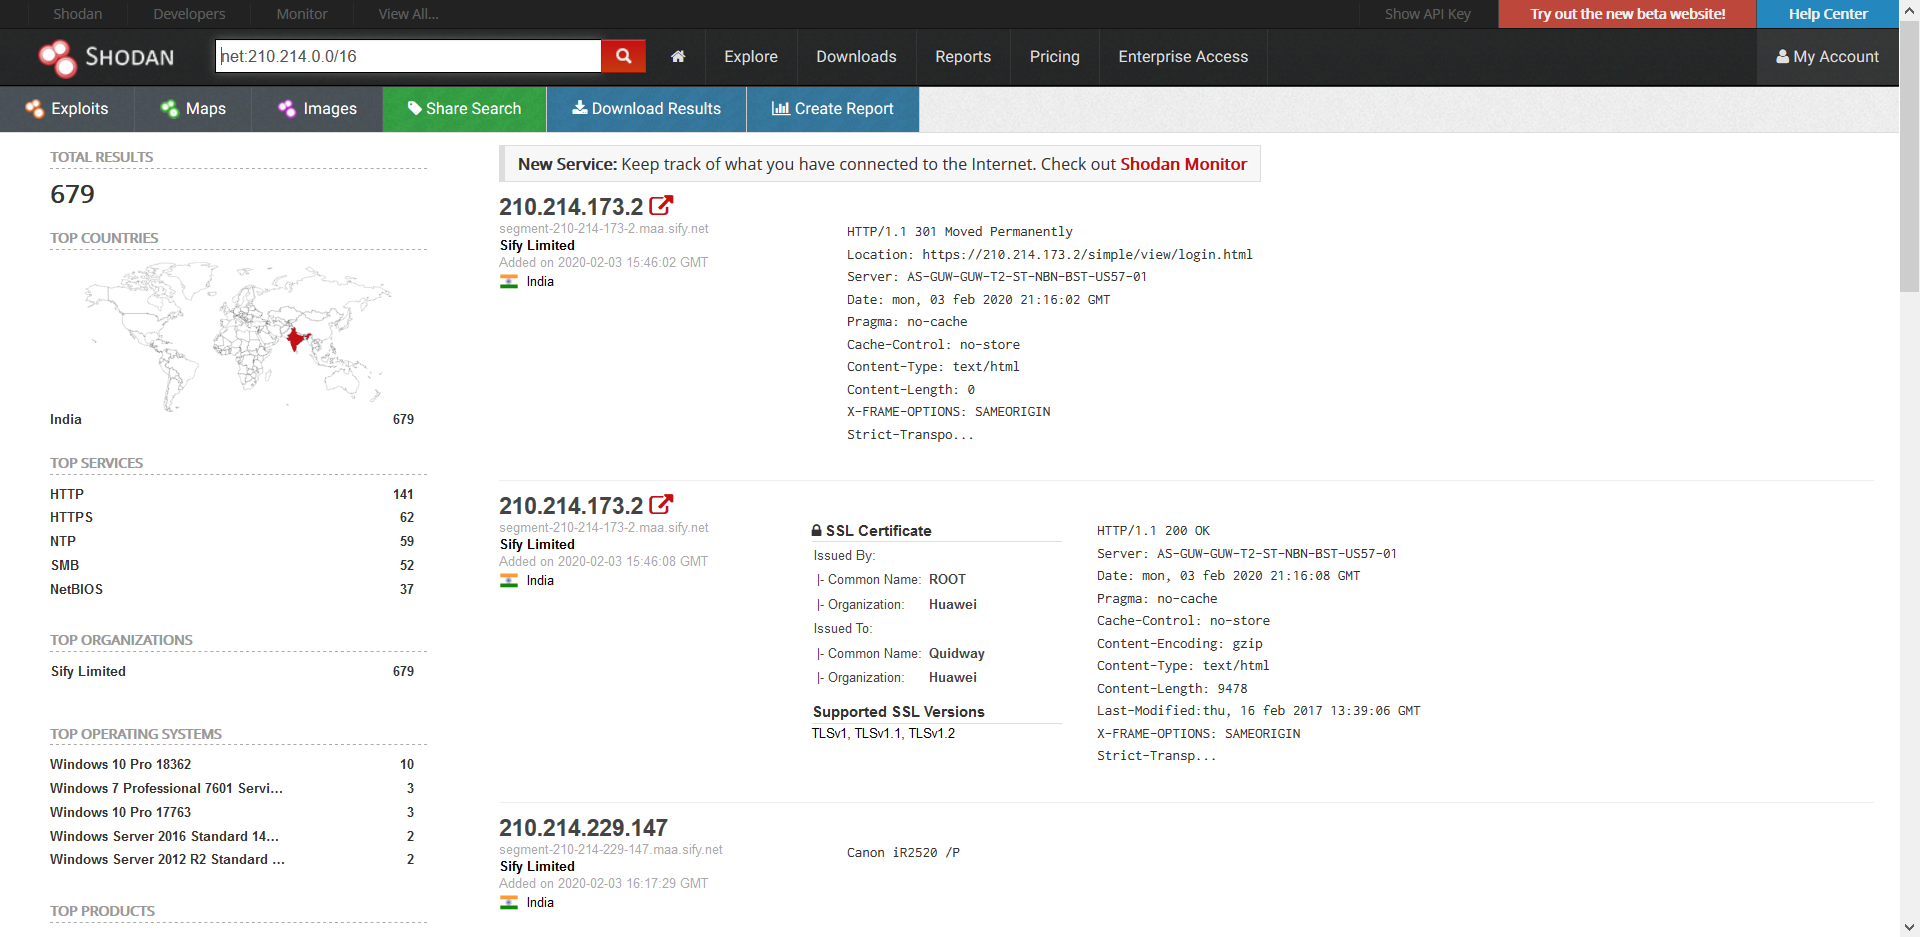 Shodan Developers Monitor View All... Show API Key Try out the new beta website! Help Center
SHODAN net:210.214.0.0/16 Explore Downloads Reports Pricing Enterprise Access My Account
Exploits Maps Images Share Search Download Results Create Report
TOTAL RESULTS
679
TOP COUNTRIES
India 679
TOP SERVICES
HTTP 141
HTTPS 62
NTP 59
SMB 52
NetBIOS 37
TOP ORGANIZATIONS
Sify Limited 679
TOP OPERATING SYSTEMS
Windows 10 Pro 18362 10
Windows 7 Professional 7601 Servi... 3
Windows 10 Pro 17763 3
Windows Server 2016 Standard 14... 2
Windows Server 2012 R2 Standard ... 2
TOP PRODUCTS
New Service: Keep track of what you have connected to the Internet. Check out Shodan Monitor
210.214.173.2
segment-210-214-173-2.maa.sify.net
Sify Limited
Added on 2020-02-03 15:46:02 GMT
India
HTTP/1.1 301 Moved Permanently
Location: https://210.214.173.2/simple/view/login.html
Server: AS-GUW-GUW-T2-ST-NBN-BST-US57-01
Date: mon, 03 feb 2020 21:16:02 GMT
Pragma: no-cache
Cache-Control: no-store
Content-Type: text/html
Content-Length: 0
X-FRAME-OPTIONS: SAMEORIGIN
Strict-Transpo...
210.214.173.2
segment-210-214-173-2.maa.sify.net
Sify Limited
Added on 2020-02-03 15:46:08 GMT
India
SSL Certificate
Issued By:
|- Common Name: ROOT
|- Organization: Huawei
Issued To:
|- Common Name: Quidway
|- Organization: Huawei
Supported SSL Versions
TLSv1, TLSv1.1, TLSv1.2
HTTP/1.1 200 OK
Server: AS-GUW-GUW-T2-ST-NBN-BST-US57-01
Date: mon, 03 feb 2020 21:16:08 GMT
Pragma: no-cache
Cache-Control: no-store
Content-Encoding: gzip
Content-Type: text/html
Content-Length: 9478
Last-Modified:thu, 16 feb 2017 13:39:06 GMT
X-FRAME-OPTIONS: SAMEORIGIN
Strict-Transp...
210.214.229.147
segment-210-214-229-147.maa.sify.net
Sify Limited
Added on 2020-02-03 16:17:29 GMT
India
Canon iR2520 /P